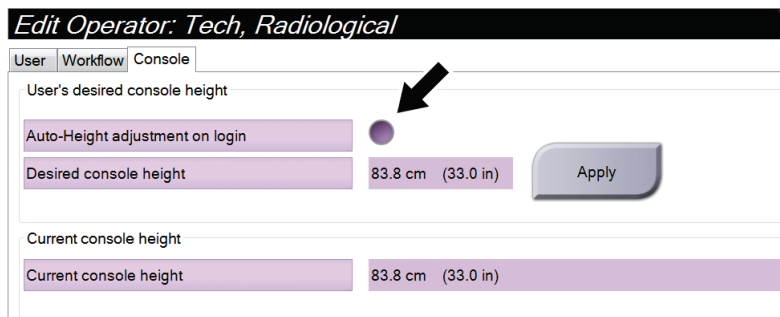 Edit Operator: Tech, Radiological
User Workflow Console
User's desired console height
Auto-Height adjustment on login
Desired console height 83.8 cm (33.0 in) Apply
Current console height
Current console height 83.8 cm (33.0 in)